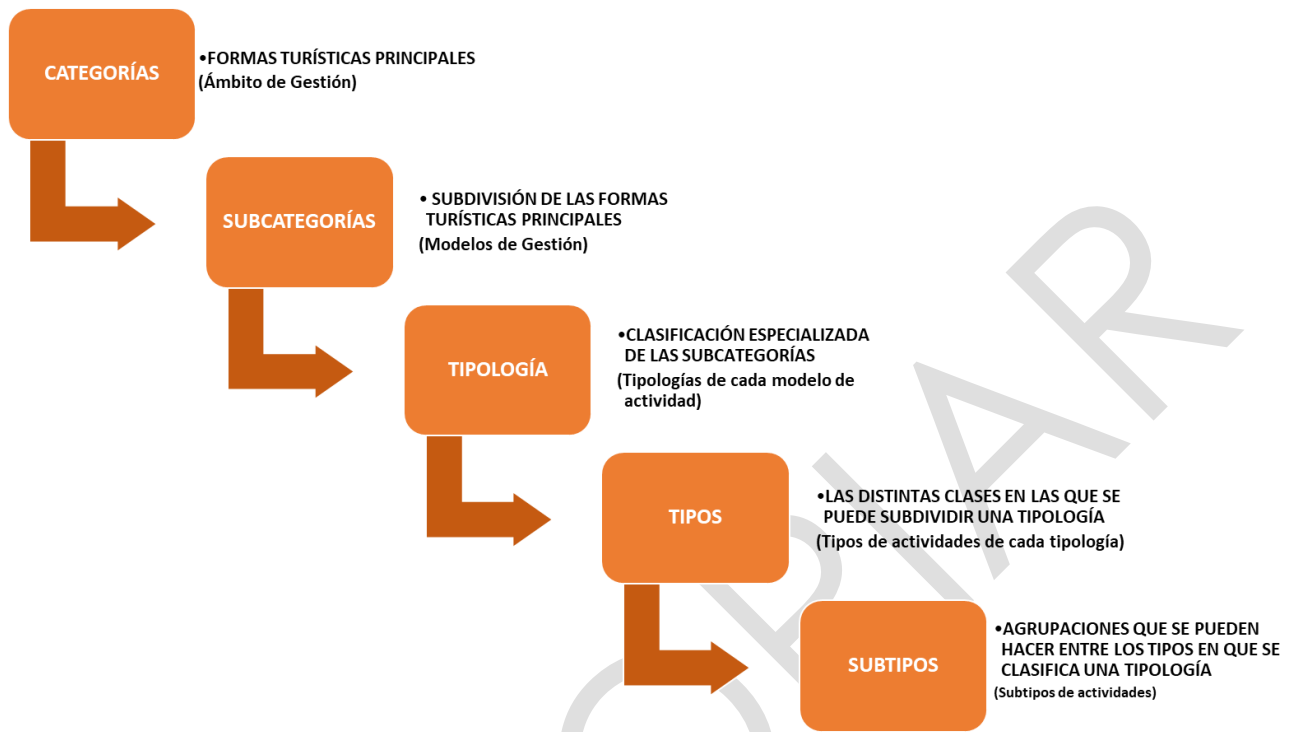 CATEGORÍAS
•FORMAS TURÍSTICAS PRINCIPALES
(Ámbito de Gestión)
SUBCATEGORÍAS
• SUBDIVISIÓN DE LAS FORMAS
TURÍSTICAS PRINCIPALES
(Modelos de Gestión)
TIPOLOGÍA
•CLASIFICACIÓN ESPECIALIZADA
DE LAS SUBCATEGORÍAS
(Tipologías de cada modelo de
actividad)
TIPOS
•LAS DISTINTAS CLASES EN LAS QUE SE
PUEDE SUBDIVIDIR UNA TIPOLOGÍA
(Tipos de actividades de cada tipología)
SUBTIPOS
•AGRUPACIONES QUE SE PUEDEN
HACER ENTRE LOS TIPOS EN QUE SE
CLASIFICA UNA TIPOLOGÍA
(Subtipos de actividades)